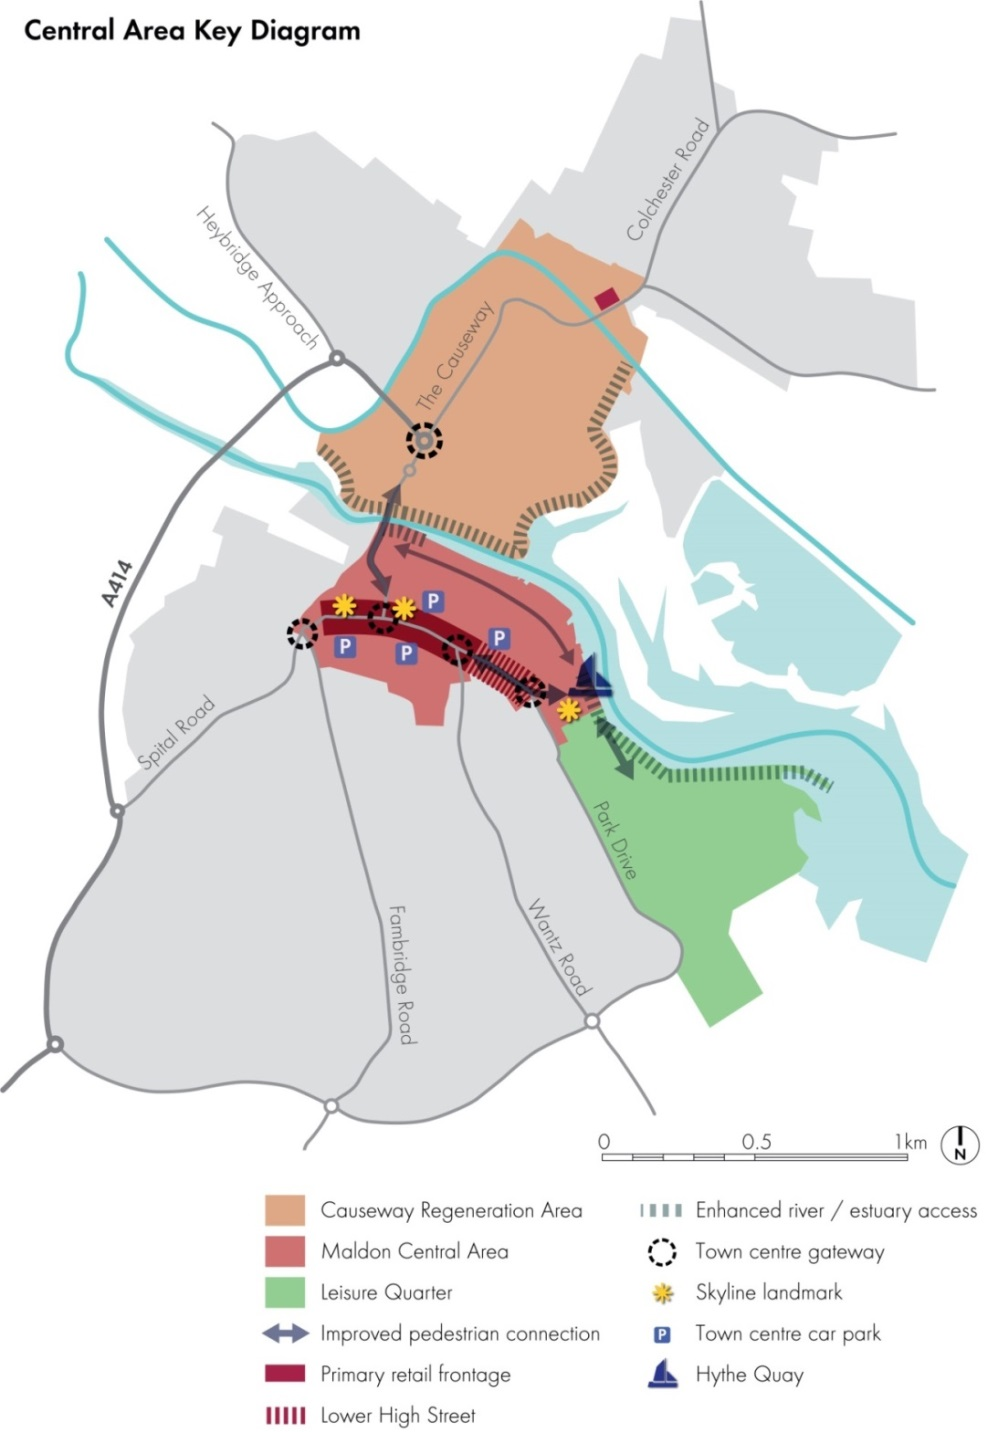 Central Area Key Diagram
Colchester Road
Heybridge Approach
The Causeway
A414
P
P
P
P
Spital Road
Park Drive
Fambridge Road
Wantz Road
0 0.5 1km
N
Causeway Regeneration Area
Maldon Central Area
Leisure Quarter
Improved pedestrian connection
Primary retail frontage
Lower High Street
Enhanced river / estuary access
Town centre gateway
Skyline landmark
P Town centre car park
Hythe Quay